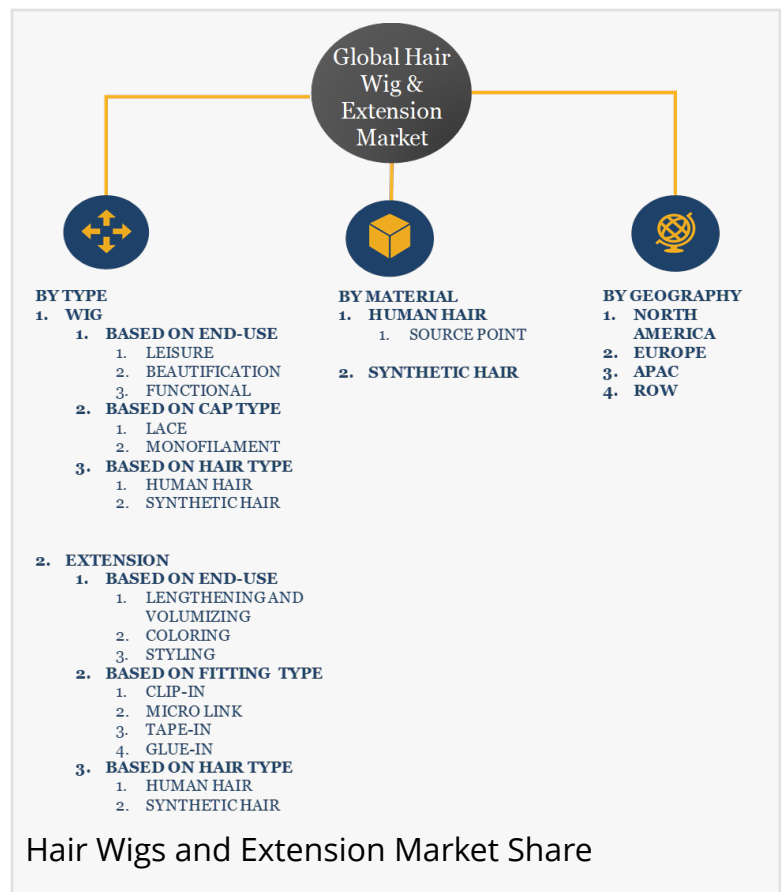 Global Hair
Wig &
Extension
Market
BY TYPE
1. WIG
1. BASED ON END-USE
1. LEISURE
2. BEAUTIFICATION
3. FUNCTIONAL
2. BASED ON CAP TYPE
1. LACE
2. MONOFILAMENT
3. BASED ON HAIR TYPE
1. HUMAN HAIR
2. SYNTHETIC HAIR
2. EXTENSION
1. BASED ON END-USE
1. LENGTHENING AND
VOLUMIZING
2. COLORING
3. STYLING
2. BASED ON FITTING TYPE
1. CLIP-IN
2. MICRO LINK
3. TAPE-IN
4. GLUE-IN
3. BASED ON HAIR TYPE
1. HUMAN HAIR
2. SYNTHETIC HAIR
BY MATERIAL
1. HUMAN HAIR
1. SOURCE POINT
2. SYNTHETIC HAIR
BY GEOGRAPHY
1. NORTH
AMERICA
2. EUROPE
3. APAC
4. ROW
Hair Wigs and Extension Market Share